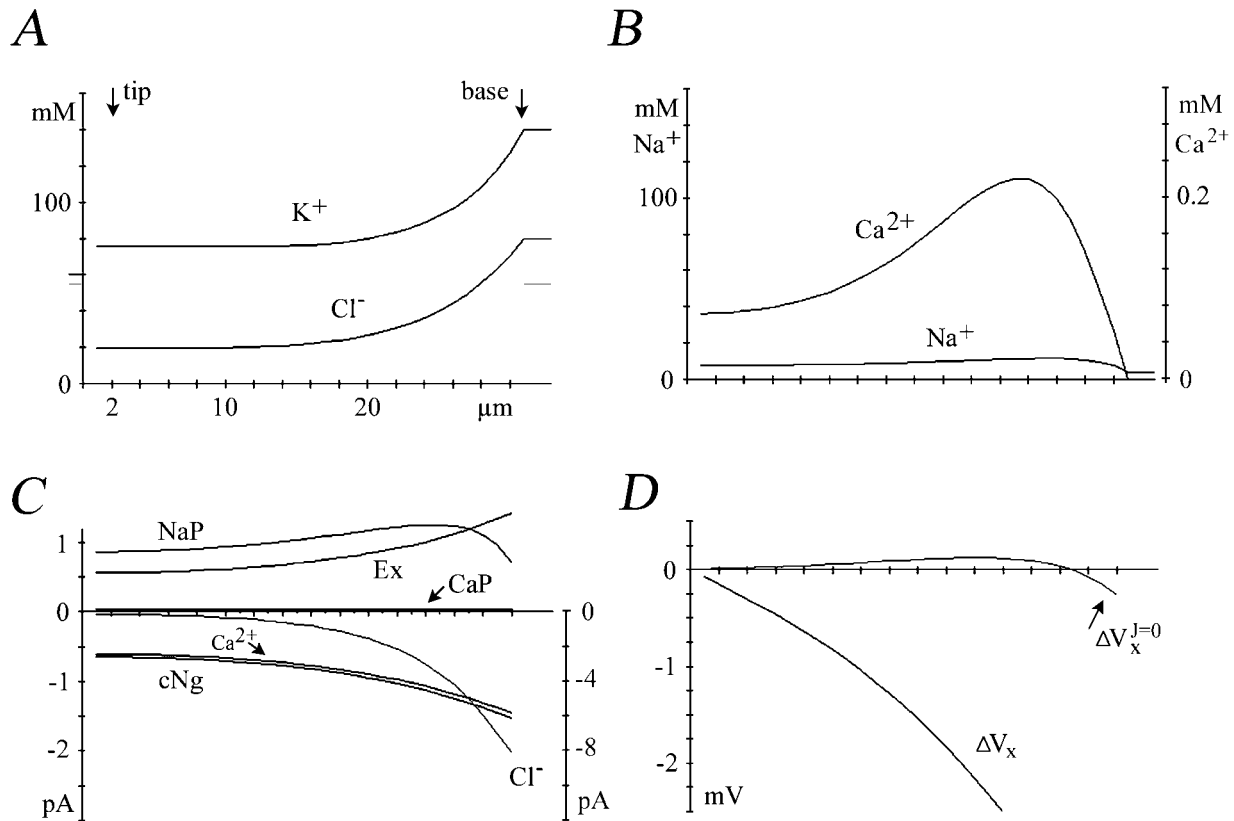 A
tip
base
mM
100
K⁺
Cl⁻
0
2
10
20
µm
B
mM
Na⁺
mM
Ca²⁺
100
0.2
Ca²⁺
Na⁺
0
0
C
NaP
1
Ex
CaP
0
0
Ca²⁺
cNg
-1
-4
-2
-8
Cl⁻
pA
pA
D
0
ΔVₓᴶ⁼⁰
-1
ΔVₓ
-2
mV